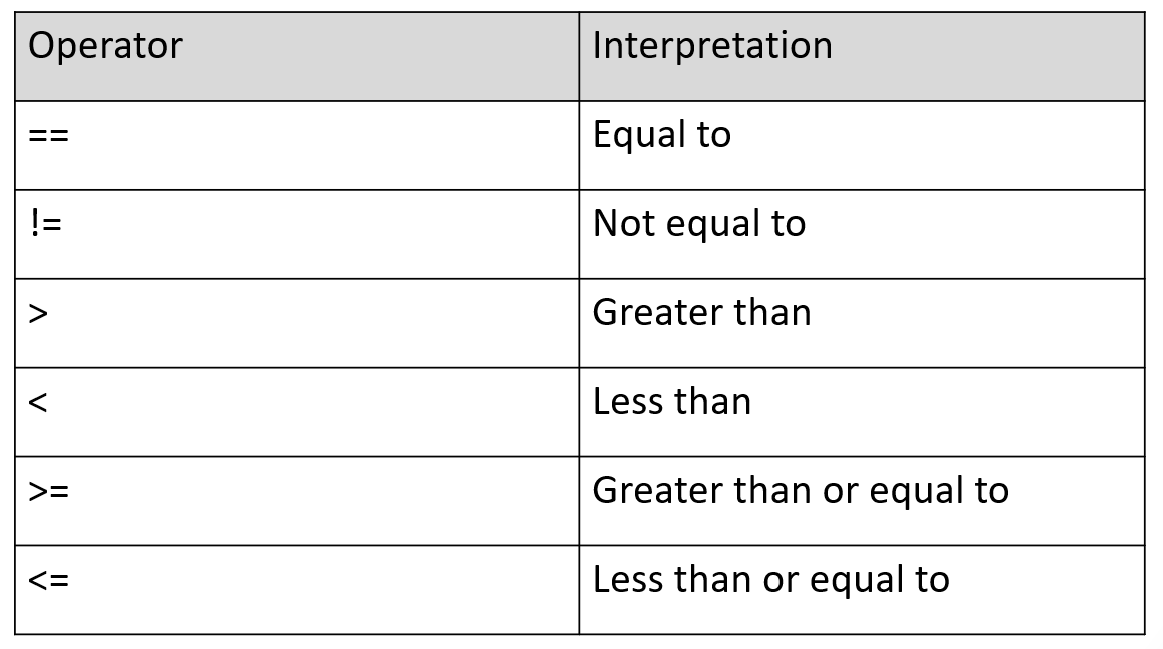 Operator Interpretation
== Equal to
!= Not equal to
> Greater than
< Less than
>= Greater than or equal to
<= Less than or equal to